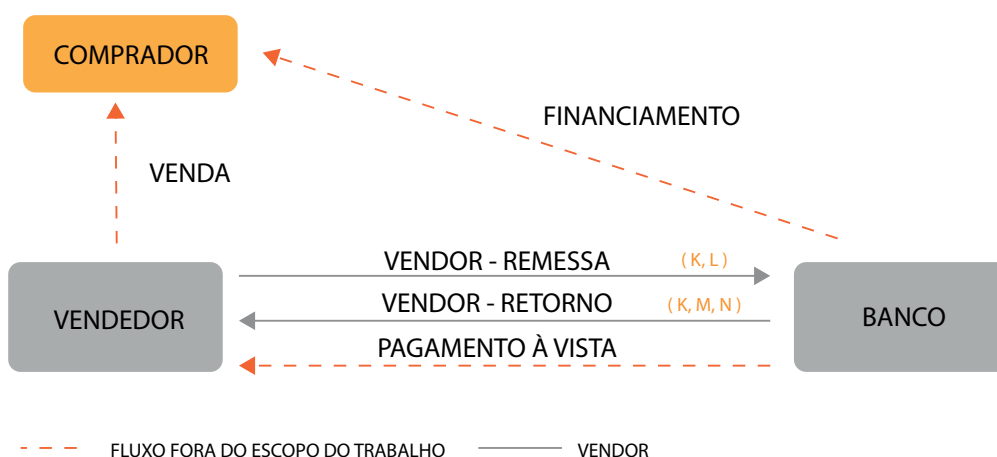 COMPRADOR
FINANCIAMENTO
VENDA
VENDOR - REMESSA ( K, L )
VENDOR - RETORNO ( K, M, N )
VENDEDOR
BANCO
PAGAMENTO À VISTA
FLUXO FORA DO ESCOPO DO TRABALHO VENDOR